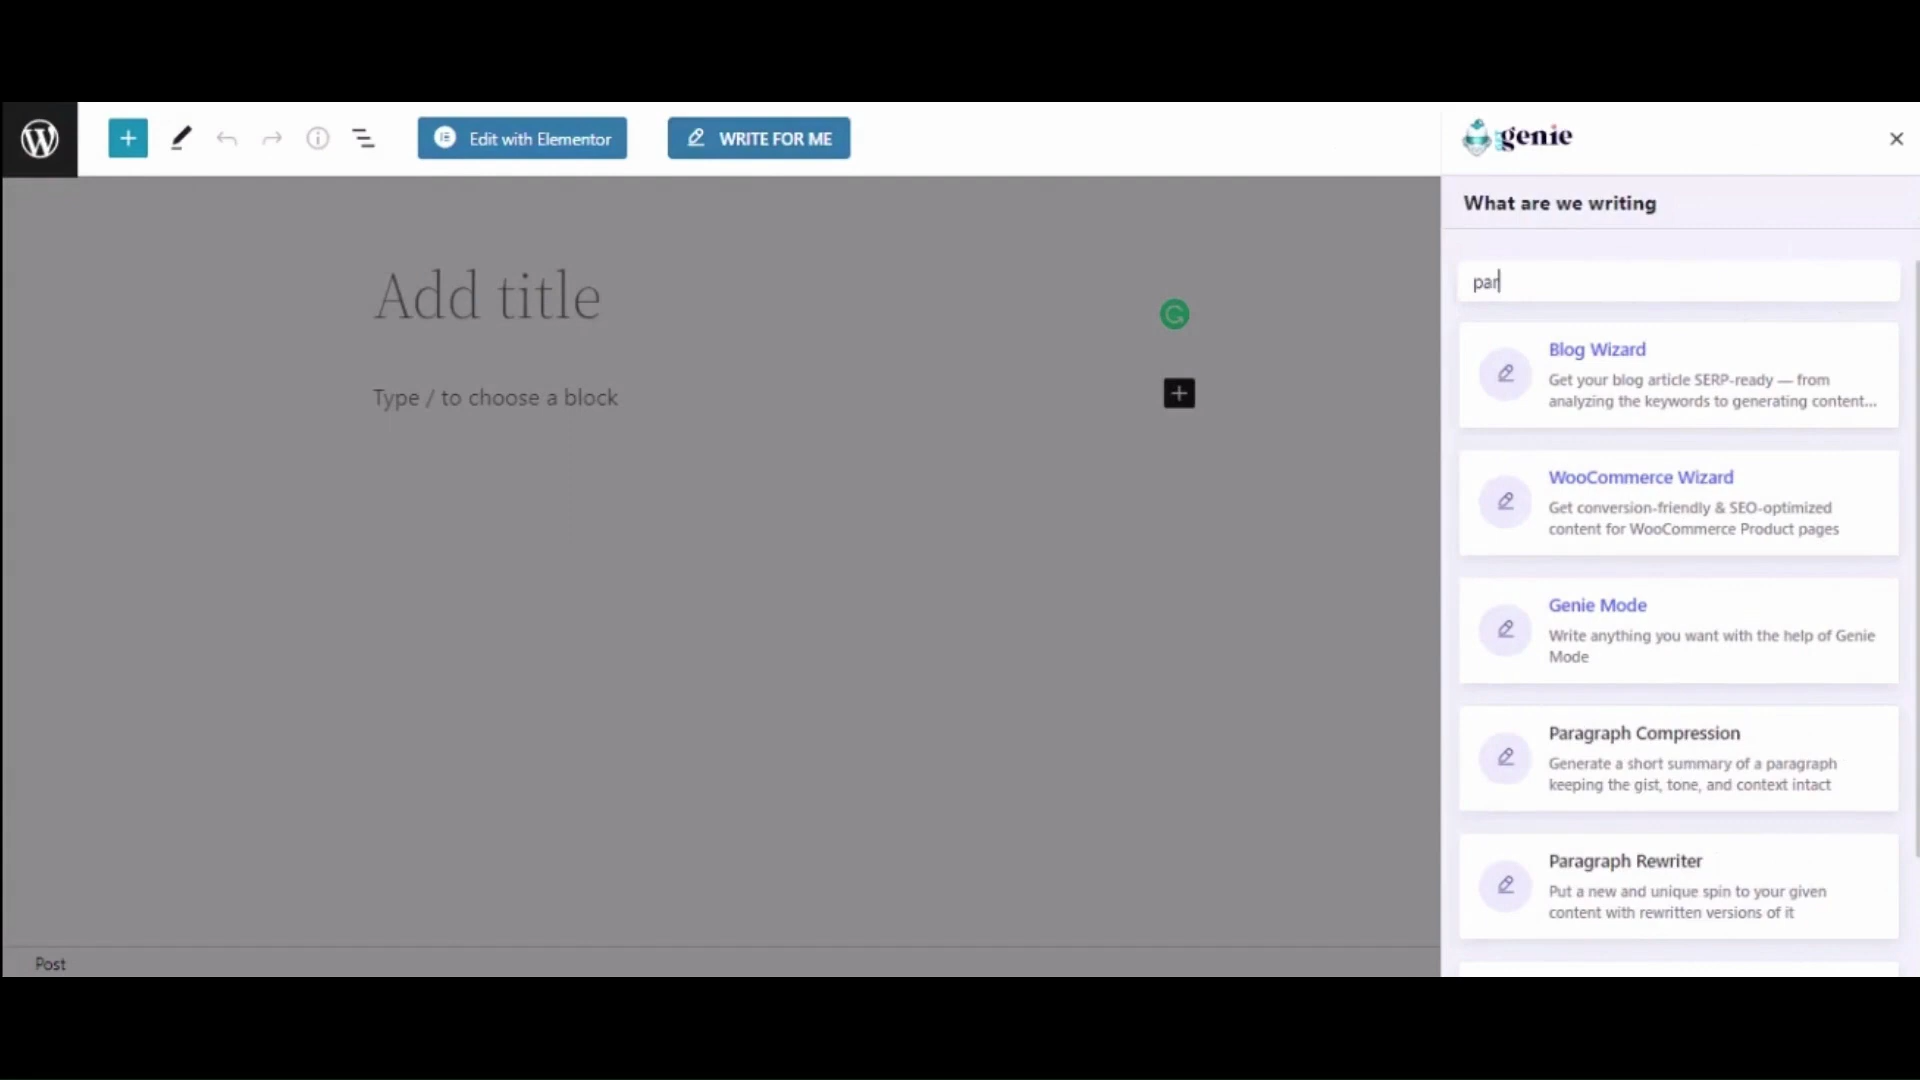 Edit with Elementor
WRITE FOR ME
genie
What are we writing
par
Add title
Type / to choose a block
Blog Wizard
Get your blog article SERP-ready — from
analyzing the keywords to generating content...
WooCommerce Wizard
Get conversion-friendly & SEO-optimized
content for WooCommerce Product pages
Genie Mode
Write anything you want with the help of Genie
Mode
Paragraph Compression
Generate a short summary of a paragraph
keeping the gist, tone, and context intact
Paragraph Rewriter
Put a new and unique spin to your given
content with rewritten versions of it
Post